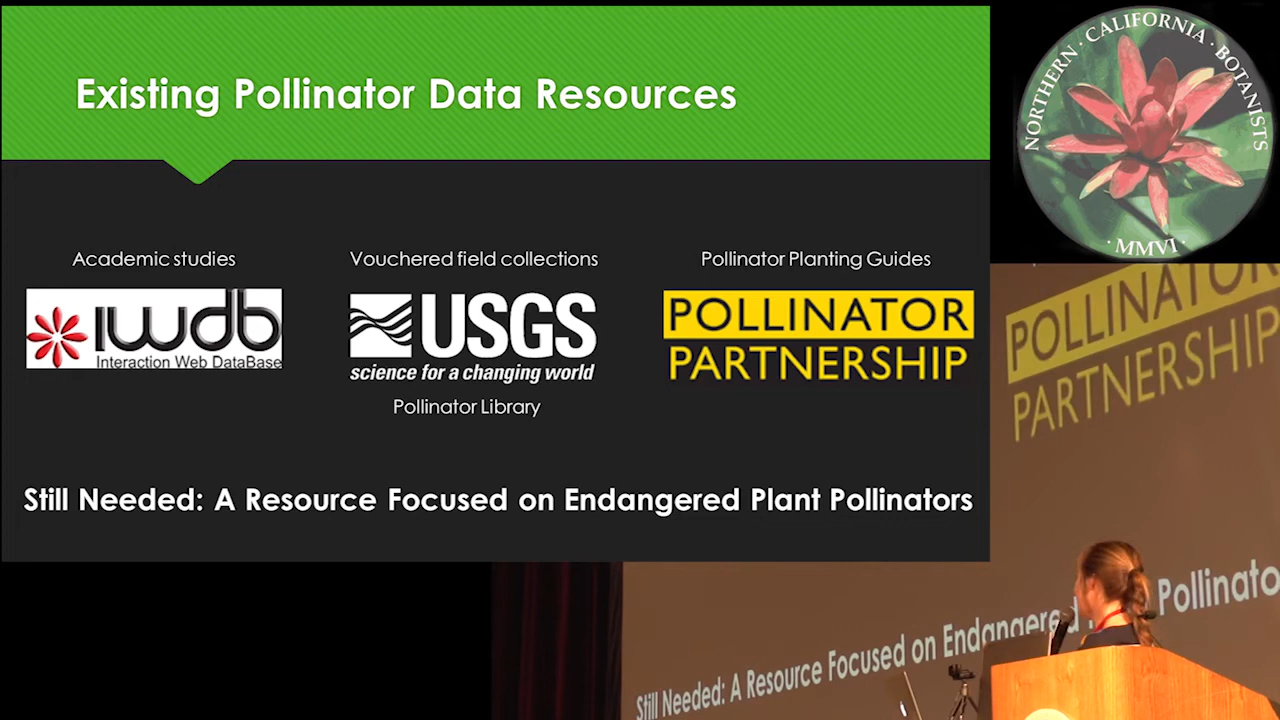 Existing Pollinator Data Resources
Academic studies
Vouchered field collections
Pollinator Planting Guides
iwdb
Interaction Web DataBase
USGS
science for a changing world
Pollinator Library
POLLINATOR
PARTNERSHIP
Still Needed: A Resource Focused on Endangered Plant Pollinators
NORTHERN · CALIFORNIA · BOTANISTS
· MMVI ·
POLLINATOR
PARTNERSHIP
Still Needed: A Resource Focused on Endangered Pollinato